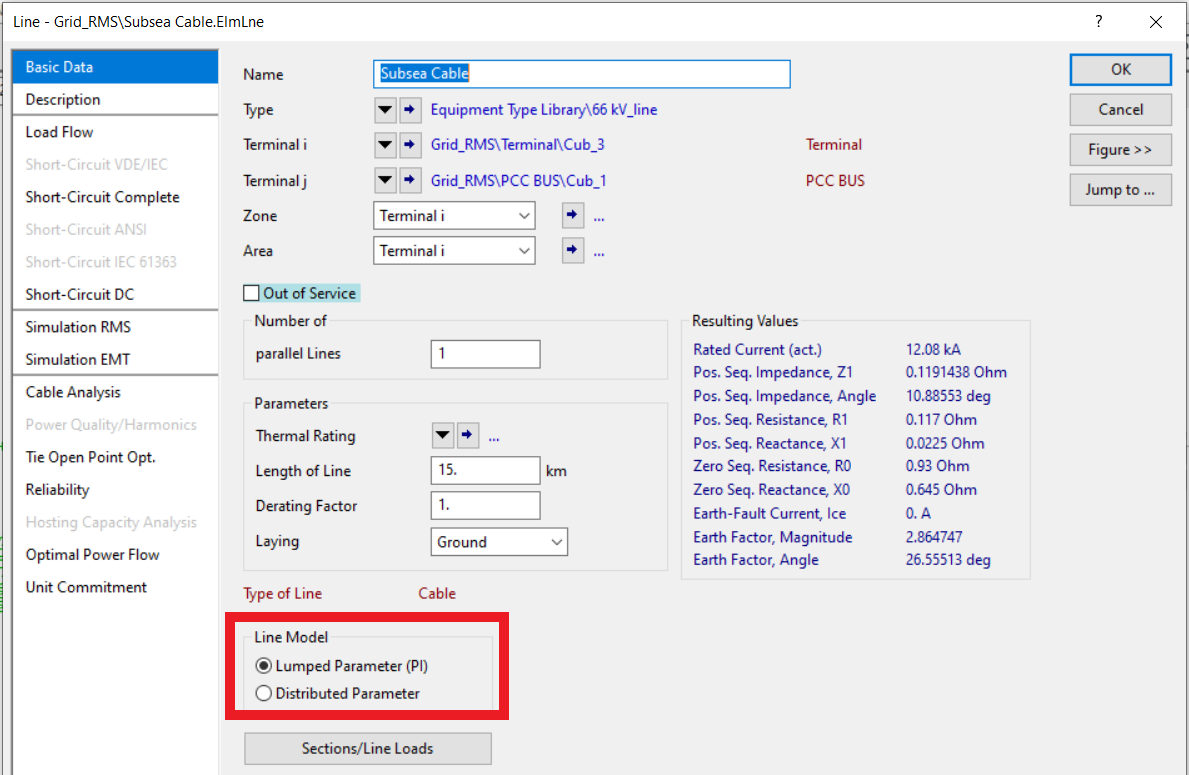 Line - Grid_RMS\Subsea Cable.ElmLne
?
Basic Data
Description
Load Flow
Short-Circuit VDE/IEC
Short-Circuit Complete
Short-Circuit ANSI
Short-Circuit IEC 61363
Short-Circuit DC
Simulation RMS
Simulation EMT
Cable Analysis
Power Quality/Harmonics
Tie Open Point Opt.
Reliability
Hosting Capacity Analysis
Optimal Power Flow
Unit Commitment
Name Subsea Cable
Type Equipment Type Library\66 kV_line
Terminal i Grid_RMS\Terminal\Cub_3 Terminal
Terminal j Grid_RMS\PCC BUS\Cub_1 PCC BUS
Zone Terminal i ...
Area Terminal i ...
Out of Service
Number of
parallel Lines 1
Parameters
Thermal Rating ...
Length of Line 15. km
Derating Factor 1.
Laying Ground
Type of Line Cable
Line Model
Lumped Parameter (PI)
Distributed Parameter
Sections/Line Loads
Resulting Values
Rated Current (act.) 12.08 kA
Pos. Seq. Impedance, Z1 0.1191438 Ohm
Pos. Seq. Impedance, Angle 10.88553 deg
Pos. Seq. Resistance, R1 0.117 Ohm
Pos. Seq. Reactance, X1 0.0225 Ohm
Zero Seq. Resistance, R0 0.93 Ohm
Zero Seq. Reactance, X0 0.645 Ohm
Earth-Fault Current, Ice 0. A
Earth Factor, Magnitude 2.864747
Earth Factor, Angle 26.55513 deg
OK
Cancel
Figure >>
Jump to ...